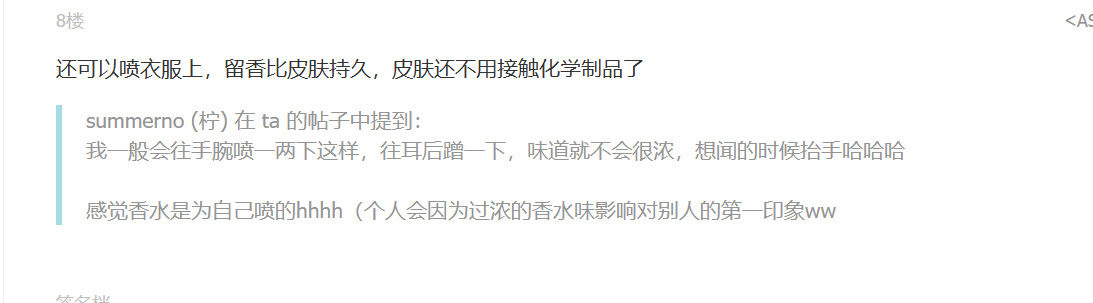 8楼
<AS
还可以喷衣服上，留香比皮肤持久，皮肤还不用接触化学制品了
summerno (柠) 在 ta 的帖子中提到：
我一般会往手腕喷一两下这样，往耳后蹭一下，味道就不会很浓，想闻的时候抬手哈哈哈
感觉香水是为自己喷的hhhh（个人会因为过浓的香水味影响对别人的第一印象ww